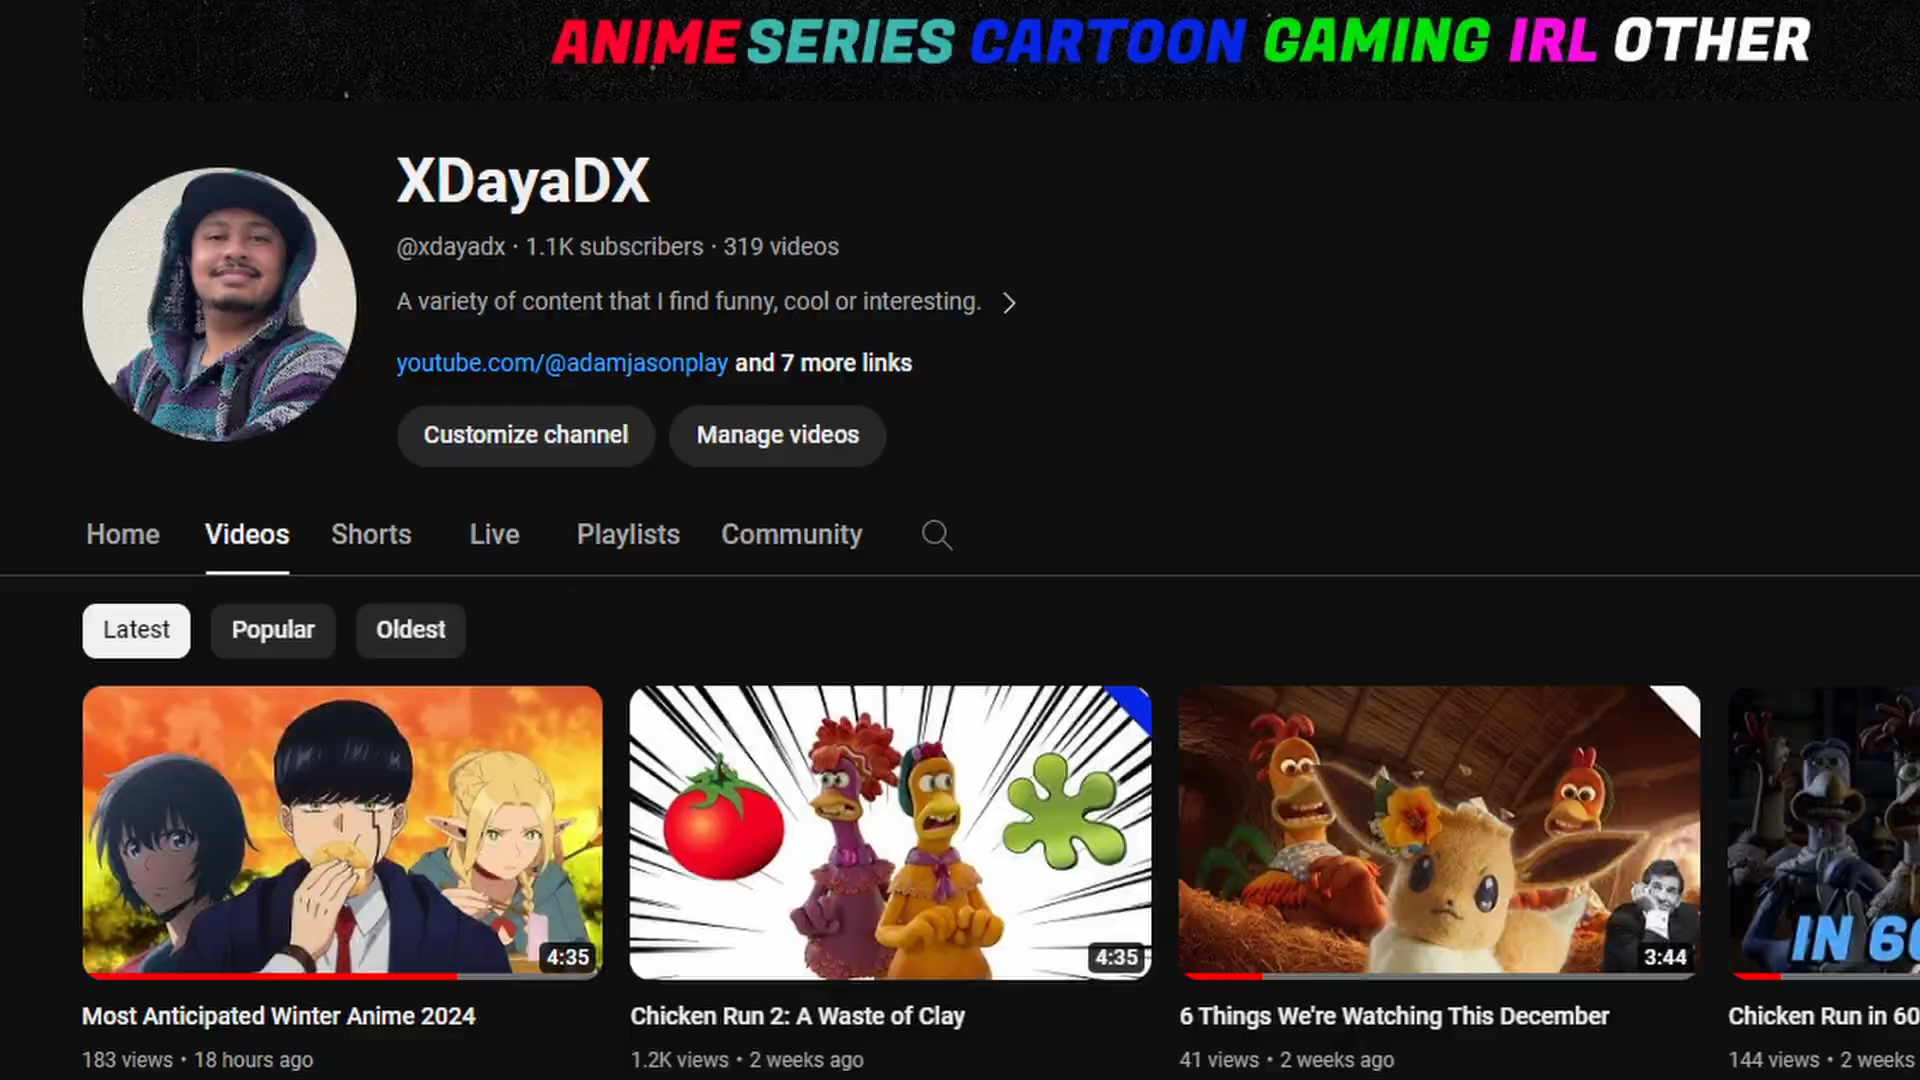 ANIME SERIES CARTOON GAMING IRL OTHER
XDayaDX
@xdayadx · 1.1K subscribers · 319 videos
A variety of content that I find funny, cool or interesting.
youtube.com/@adamjasonplay and 7 more links
Customize channel Manage videos
Home Videos Shorts Live Playlists Community
Latest Popular Oldest
IN 60
4:35 4:35 3:44
Most Anticipated Winter Anime 2024 Chicken Run 2: A Waste of Clay 6 Things We're Watching This December Chicken Run in 60
183 views • 18 hours ago 1.2K views • 2 weeks ago 41 views • 2 weeks ago 144 views • 2 weeks